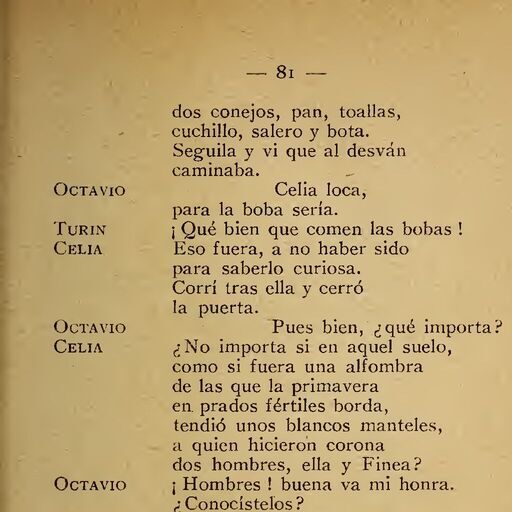 — 81 —
dos conejos, pan, toallas,
cuchillo, salero y bota.
Seguila y vi que al desván
caminaba.
OCTAVIO Celia loca,
para la boba sería.
TURIN ¡Qué bien que comen las bobas!
CELIA Eso fuera, a no haber sido
para saberlo curiosa.
Corrí tras ella y cerró
la puerta.
OCTAVIO Pues bien, ¿qué importa?
CELIA ¿No importa si en aquel suelo,
como si fuera una alfombra
de las que la primavera
en prados fértiles borda,
tendió unos blancos manteles,
a quien hicieron corona
dos hombres, ella y Finea?
OCTAVIO ¡Hombres! buena va mi honra.
¿Conocístelos?